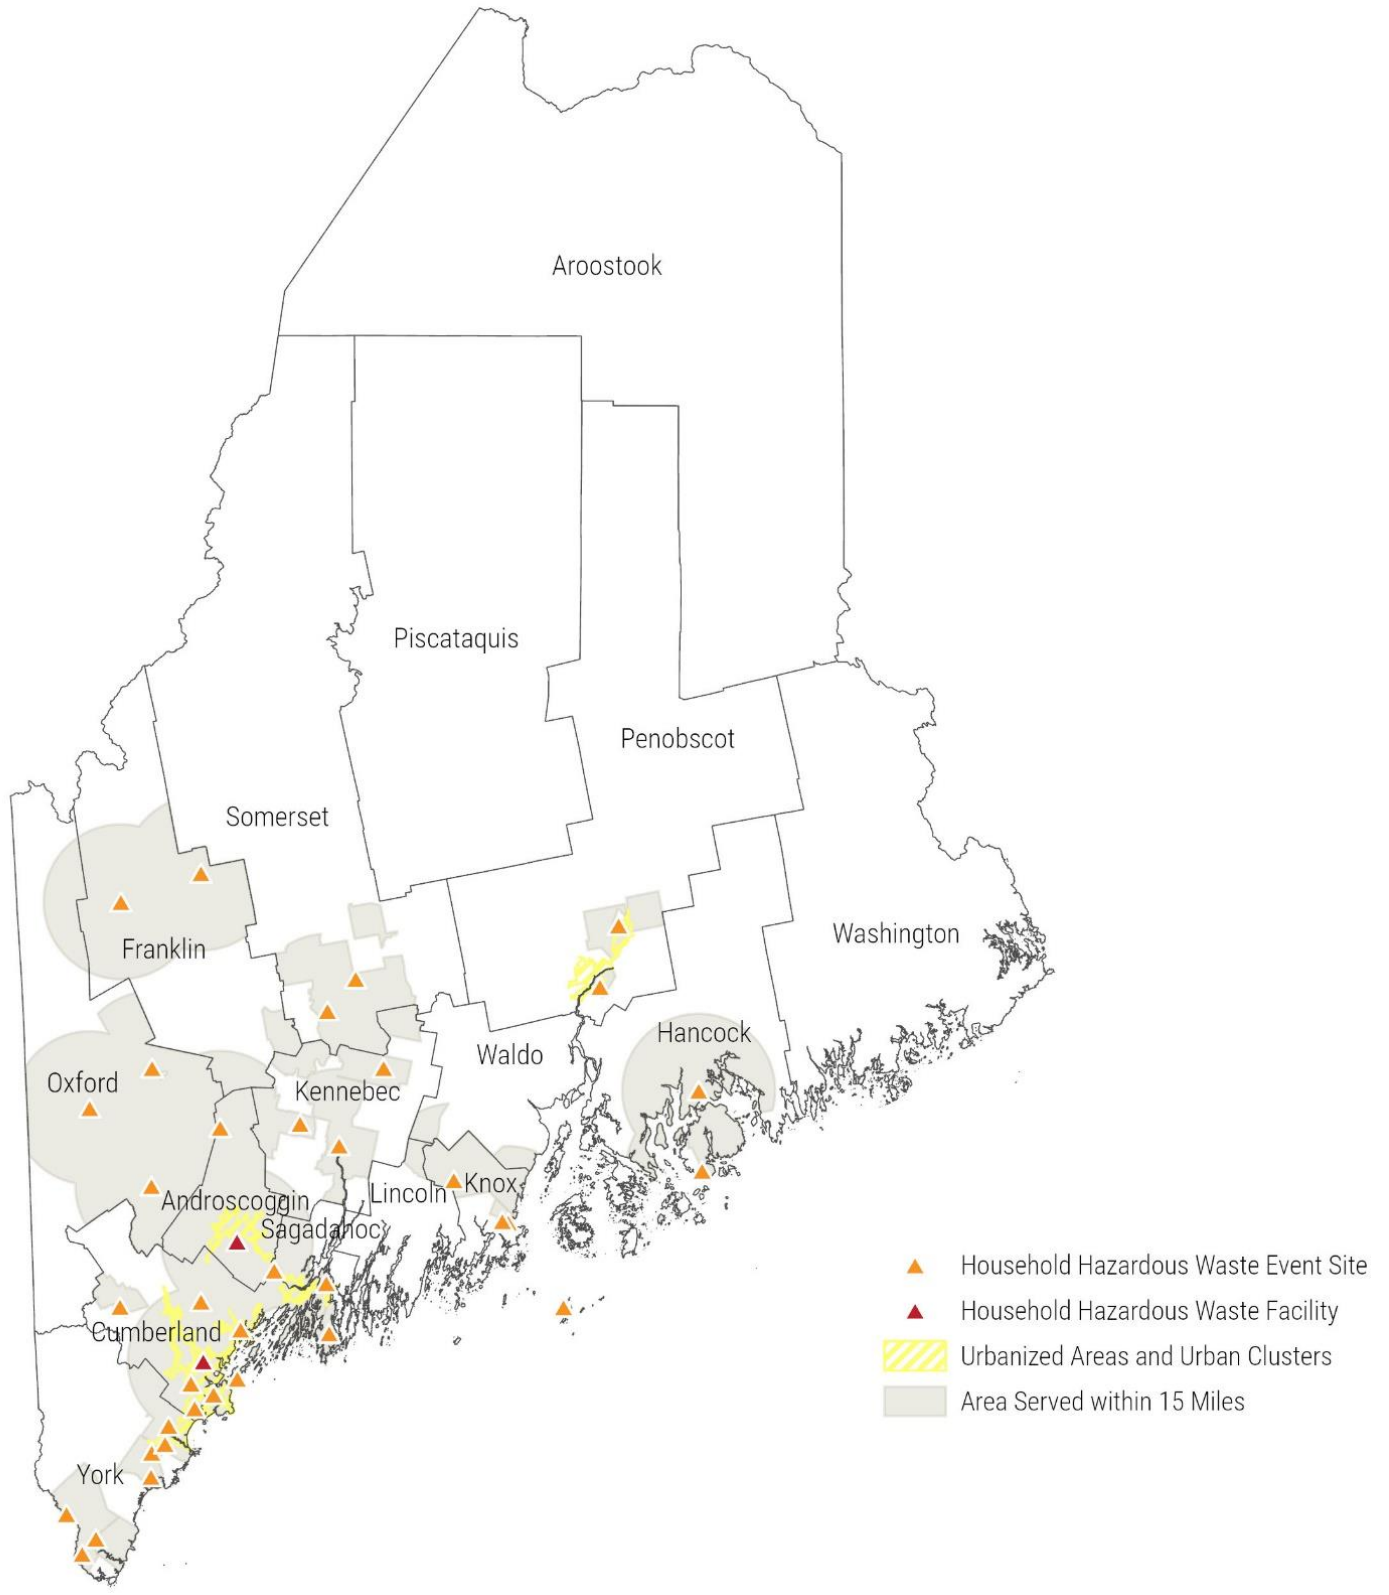 Aroostook
Piscataquis
Penobscot
Somerset
Washington
Franklin
Hancock
Waldo
Oxford
Kennebec
Knox
Lincoln
Androscoggin
Sagadahoc
Household Hazardous Waste Event Site
Household Hazardous Waste Facility
Cumberland
Urbanized Areas and Urban Clusters
Area Served within 15 Miles
York